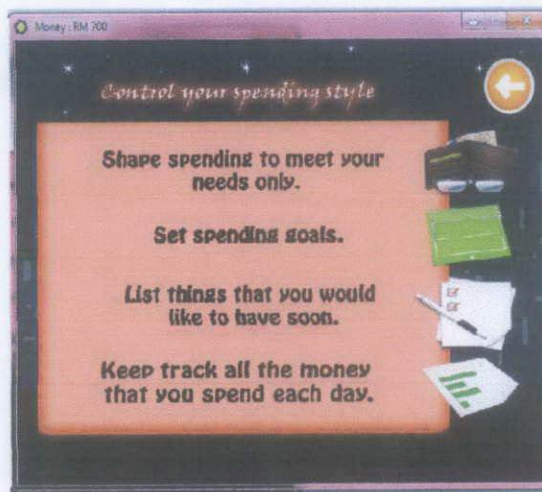 Money : RM 700
Control your spending style
Shape spending to meet your
needs only.
Set spending goals.
List things that you would
like to have soon.
Keep track all the money
that you spend each day.